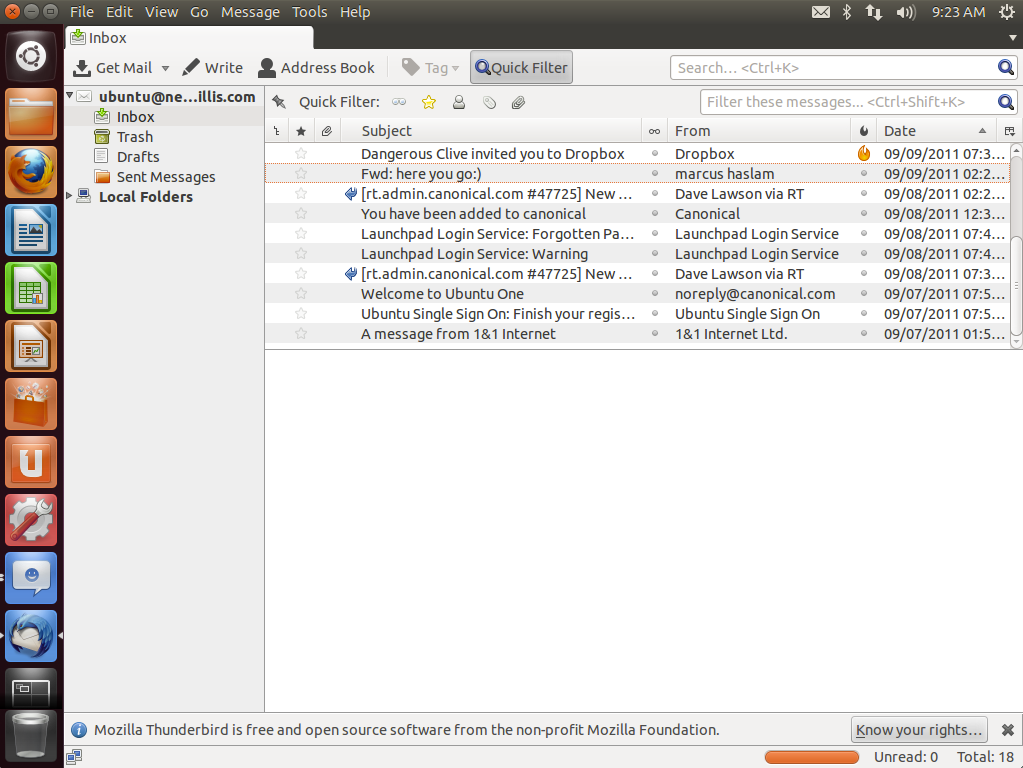 File Edit View Go Message Tools Help 9:23 AM
Inbox
Get Mail Write Address Book Tag Quick Filter Search... <Ctrl+K>
ubuntu@ne...illis.com
Inbox
Trash
Drafts
Sent Messages
Local Folders
Quick Filter: Filter these messages... <Ctrl+Shift+K>
Subject From Date
Dangerous Clive invited you to Dropbox Dropbox 09/09/2011 07:3...
Fwd: here you go:) marcus haslam 09/09/2011 02:2...
[rt.admin.canonical.com #47725] New ... Dave Lawson via RT 09/08/2011 02:2...
You have been added to canonical Canonical 09/08/2011 12:3...
Launchpad Login Service: Forgotten Pa... Launchpad Login Service 09/08/2011 07:4...
Launchpad Login Service: Warning Launchpad Login Service 09/08/2011 07:4...
[rt.admin.canonical.com #47725] New ... Dave Lawson via RT 09/08/2011 07:3...
Welcome to Ubuntu One noreply@canonical.com 09/07/2011 07:5...
Ubuntu Single Sign On: Finish your regis... Ubuntu Single Sign On 09/07/2011 07:5...
A message from 1&1 Internet 1&1 Internet Ltd. 09/07/2011 01:5...
Mozilla Thunderbird is free and open source software from the non-profit Mozilla Foundation. Know your rights...
Unread: 0 Total: 18